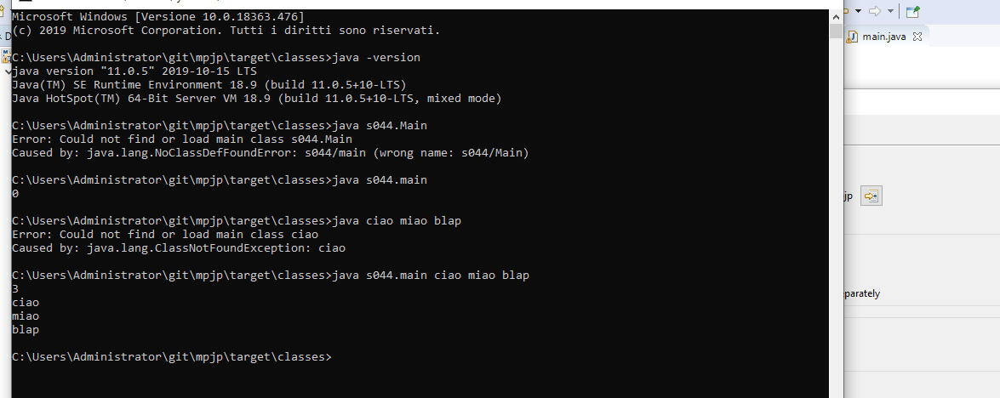 Microsoft Windows [Versione 10.0.18363.476]
(c) 2019 Microsoft Corporation. Tutti i diritti sono riservati.
C:\Users\Administrator\git\mpjp\target\classes>java -version
java version "11.0.5" 2019-10-15 LTS
Java(TM) SE Runtime Environment 18.9 (build 11.0.5+10-LTS)
Java HotSpot(TM) 64-Bit Server VM 18.9 (build 11.0.5+10-LTS, mixed mode)
C:\Users\Administrator\git\mpjp\target\classes>java s044.Main
Error: Could not find or load main class s044.Main
Caused by: java.lang.NoClassDefFoundError: s044/main (wrong name: s044/Main)
C:\Users\Administrator\git\mpjp\target\classes>java s044.main
0
C:\Users\Administrator\git\mpjp\target\classes>java ciao miao blap
Error: Could not find or load main class ciao
Caused by: java.lang.ClassNotFoundException: ciao
C:\Users\Administrator\git\mpjp\target\classes>java s044.main ciao miao blap
3
ciao
miao
blap
C:\Users\Administrator\git\mpjp\target\classes>
main.java
jp
parately